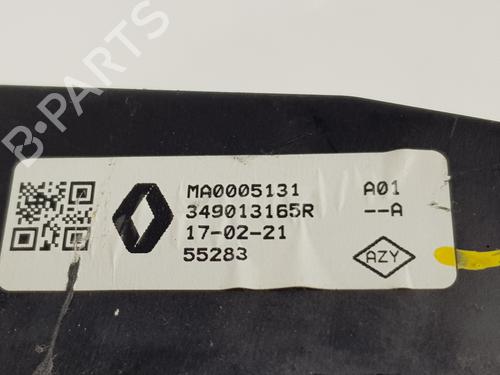 B-PARTS
MA0005131 A01
349013165R --A
17-02-21
55283 AZY